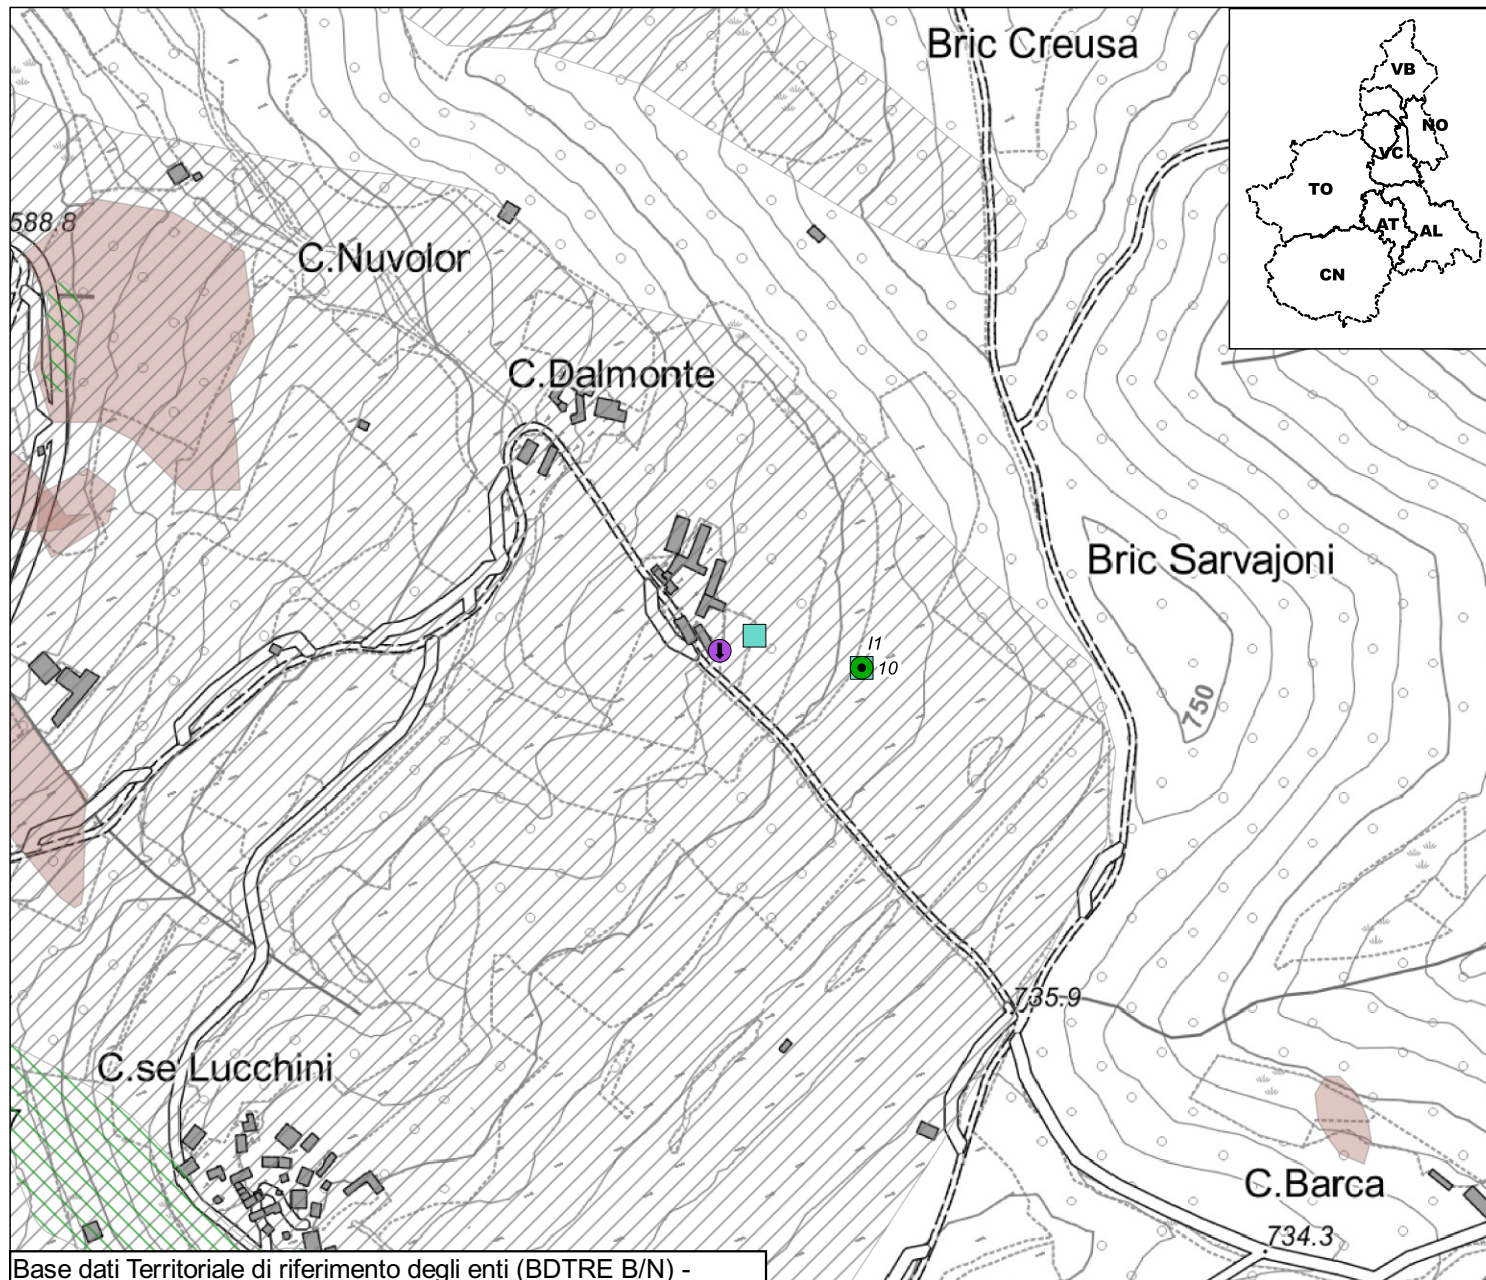 Bric Creusa
VB
NO
VC
TO
AT
AL
CN
588.8
C.Nuvolor
C.Dalmonte
Bric Sarvajoni
I1
10
750
735.9
C.se Lucchini
7
C.Barca
734.3
Base dati Territoriale di riferimento degli enti (BDTRE B/N) -